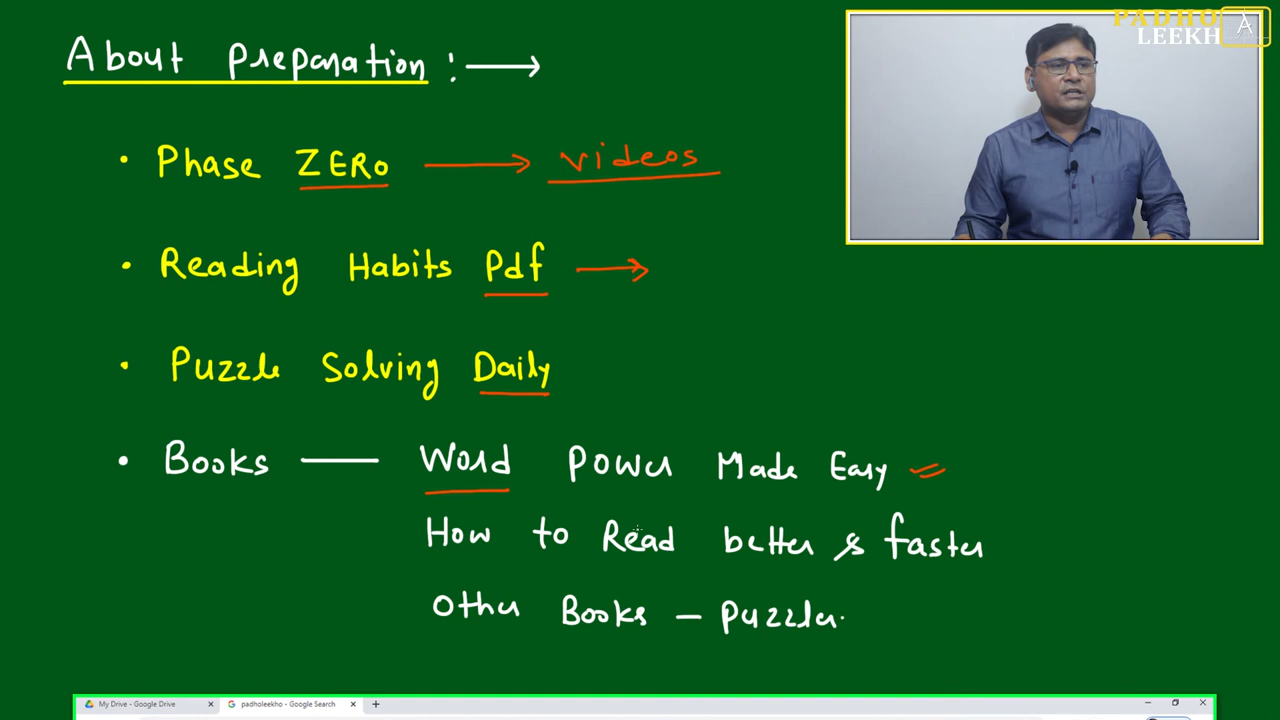 PADHO
LEEKHO
About Preparation :→
• Phase ZERO → videos
• Reading Habits Pdf →
• Puzzle Solving Daily
• Books — Word Power Made Easy
How to Read better & faster
Other Books – Puzzler.
My Drive - Google Drive
padholeekho - Google Search